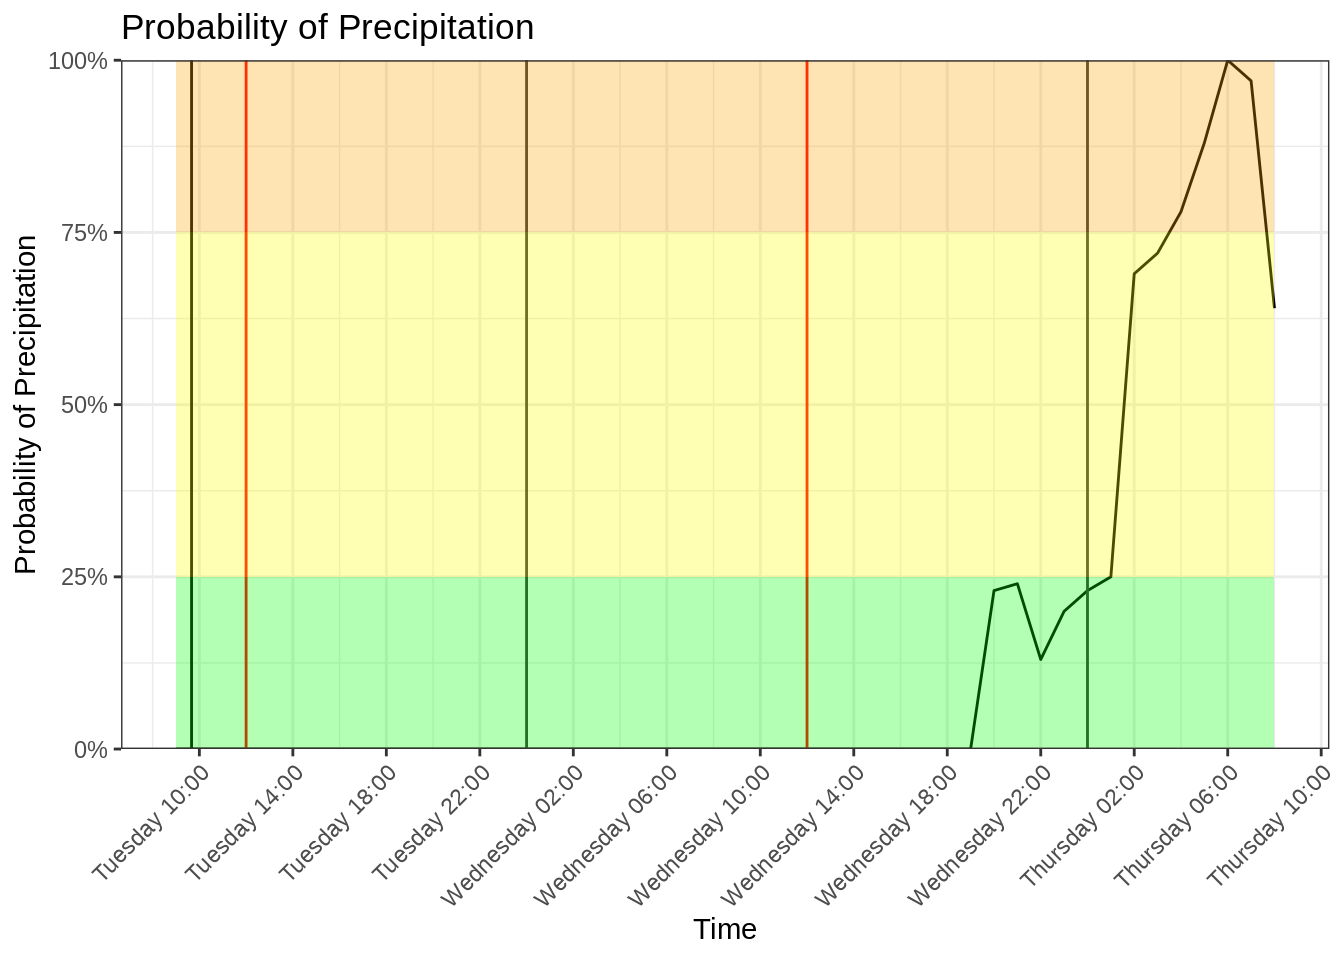 Probability of Precipitation
Probability of Precipitation
100%
75%
50%
25%
0%
Tuesday 10:00
Tuesday 14:00
Tuesday 18:00
Tuesday 22:00
Wednesday 02:00
Wednesday 06:00
Wednesday 10:00
Wednesday 14:00
Wednesday 18:00
Wednesday 22:00
Thursday 02:00
Thursday 06:00
Thursday 10:00
Time